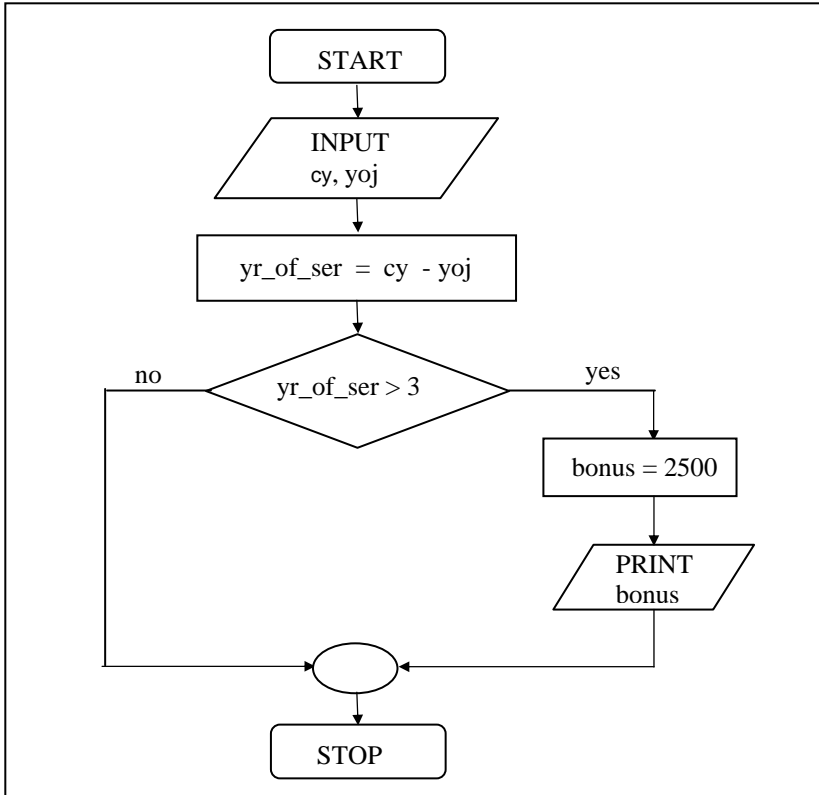 START
INPUT
cy, yoj
yr_of_ser = cy - yoj
no
yr_of_ser > 3
yes
bonus = 2500
PRINT
bonus
STOP